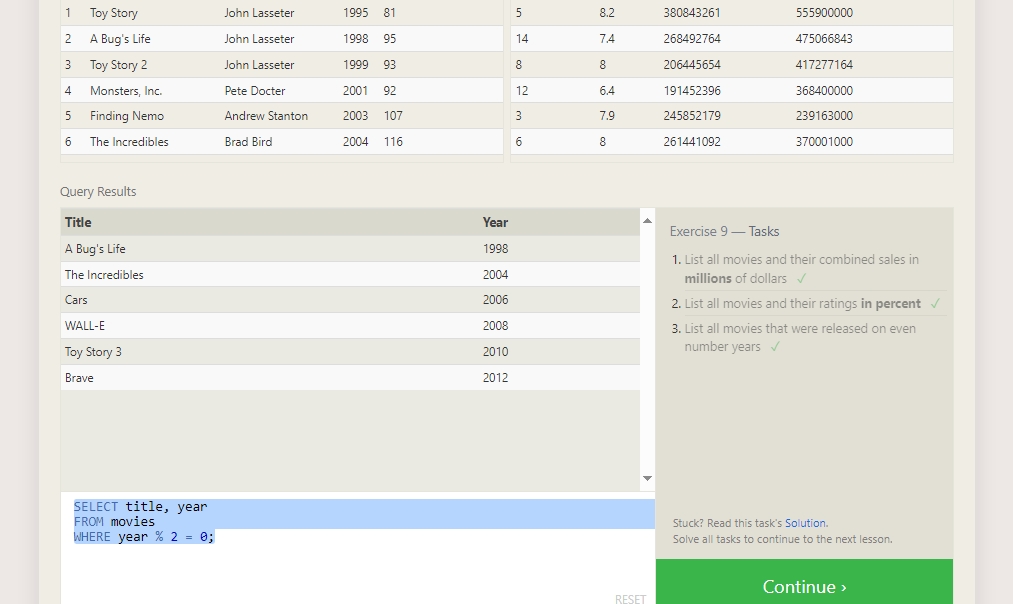 1 Toy Story John Lasseter 1995 81 5 8.2 380843261 555900000
2 A Bug's Life John Lasseter 1998 95 14 7.4 268492764 475066843
3 Toy Story 2 John Lasseter 1999 93 8 8 206445654 417277164
4 Monsters, Inc. Pete Docter 2001 92 12 6.4 191452396 368400000
5 Finding Nemo Andrew Stanton 2003 107 3 7.9 245852179 239163000
6 The Incredibles Brad Bird 2004 116 6 8 261441092 370001000
Query Results
Title Year
A Bug's Life 1998
The Incredibles 2004
Cars 2006
WALL-E 2008
Toy Story 3 2010
Brave 2012
SELECT title, year
FROM movies
WHERE year % 2 = 0;
RESET
Exercise 9 — Tasks
1. List all movies and their combined sales in
millions of dollars ✓
2. List all movies and their ratings in percent ✓
3. List all movies that were released on even
number years ✓
Stuck? Read this task's Solution.
Solve all tasks to continue to the next lesson.
Continue ›